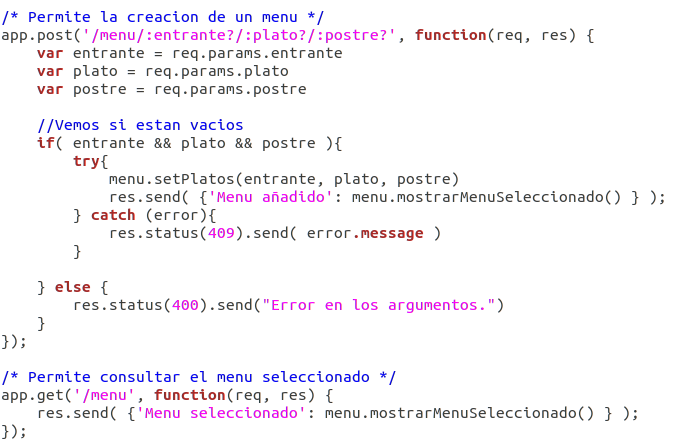 /* Permite la creacion de un menu */
app.post('/menu/:entrante?/:plato?/:postre?', function(req, res) {
    var entrante = req.params.entrante
    var plato = req.params.plato
    var postre = req.params.postre

    //Vemos si estan vacios
    if( entrante && plato && postre ){
        try{
            menu.setPlatos(entrante, plato, postre)
            res.send( {'Menu añadido': menu.mostrarMenuSeleccionado() } );
        } catch (error){
            res.status(409).send( error.message )
        }

    } else {
        res.status(400).send("Error en los argumentos.")
    }
});

/* Permite consultar el menu seleccionado */
app.get('/menu', function(req, res) {
    res.send( {'Menu seleccionado': menu.mostrarMenuSeleccionado() } );
});